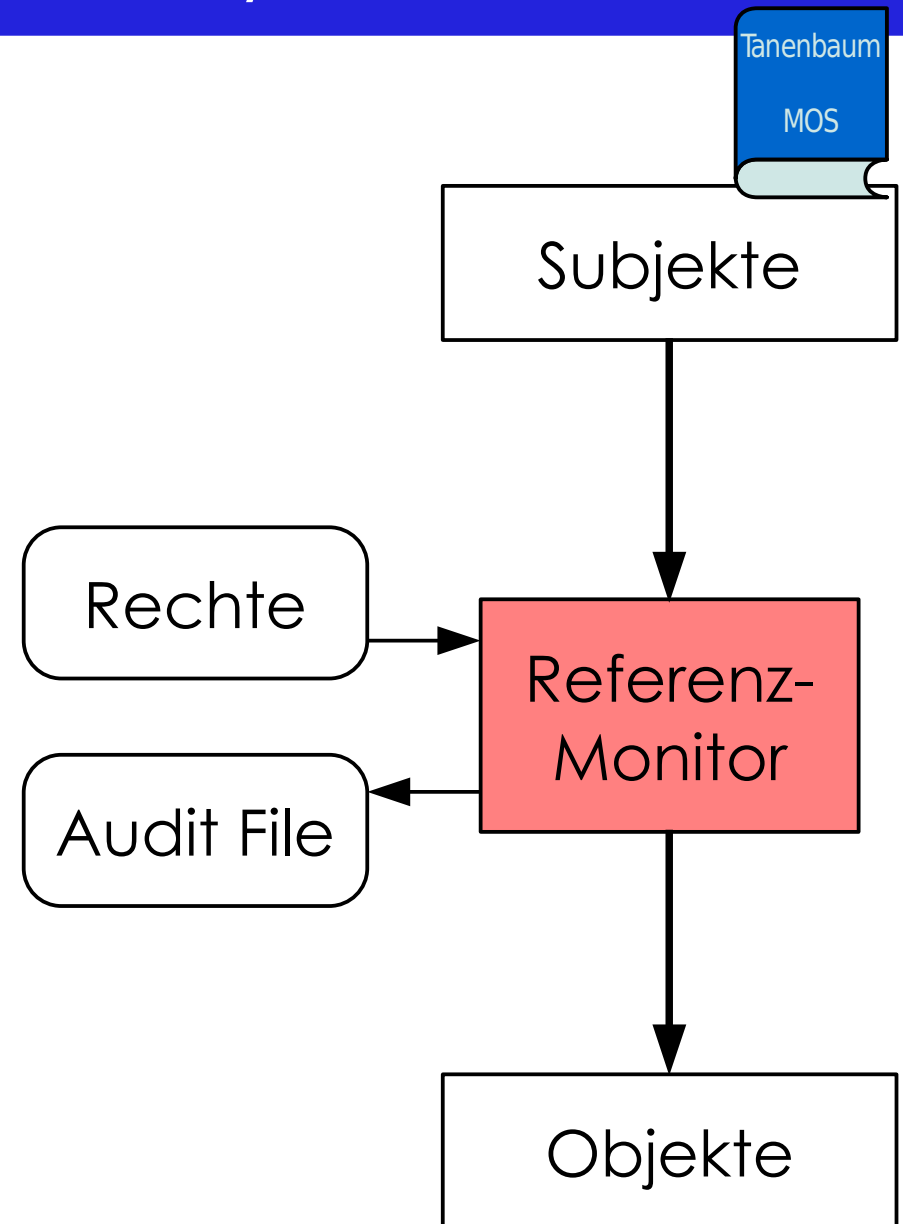 Tanenbaum
MOS
Subjekte
Rechte
Referenz-
Monitor
Audit File
Objekte